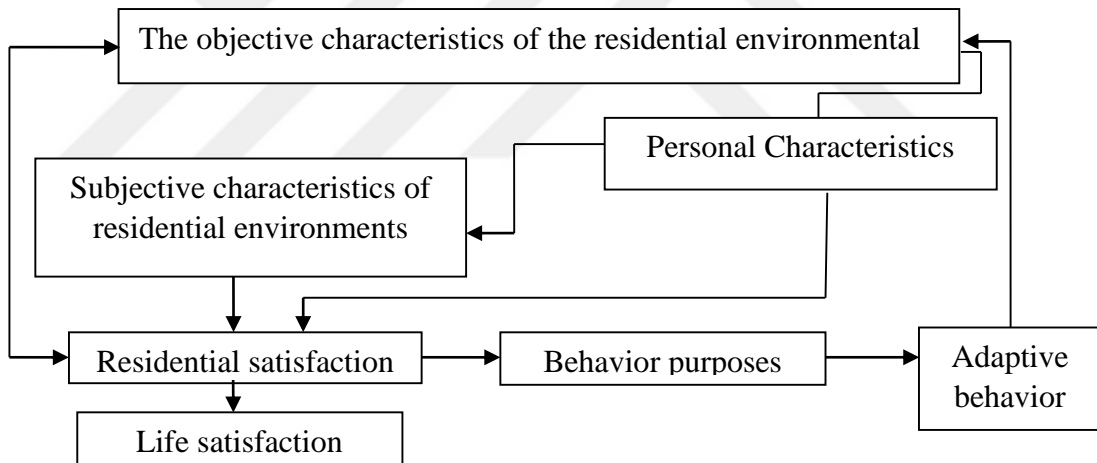 The objective characteristics of the residential environmental
Personal Characteristics
Subjective characteristics of
residential environments
Residential satisfaction
Behavior purposes
Adaptive
behavior
Life satisfaction